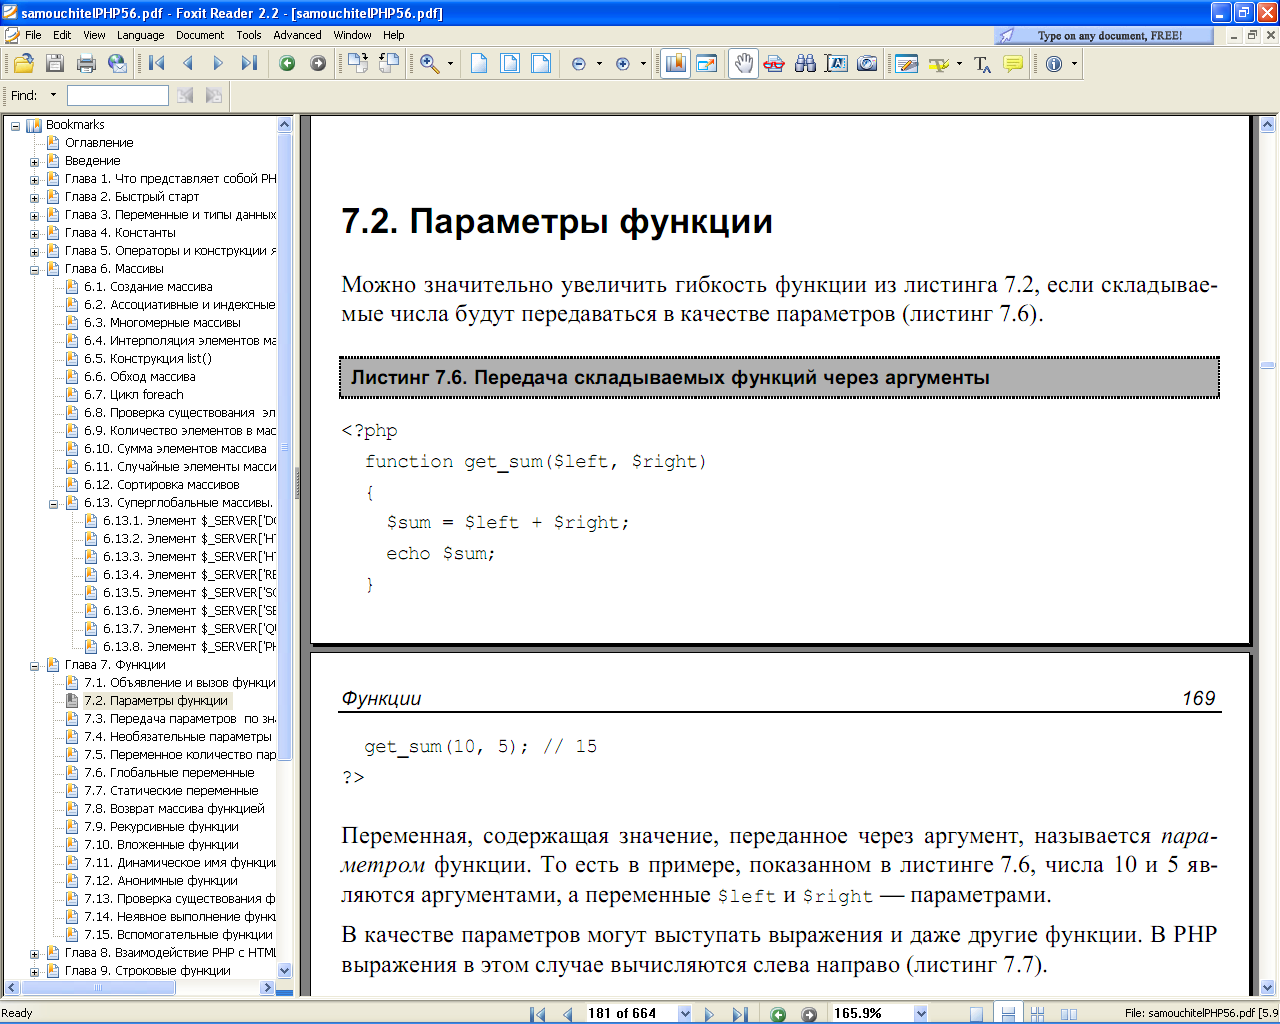 samouchitelPHP56.pdf - Foxit Reader 2.2 - [samouchitelPHP56.pdf]
File Edit View Language Document Tools Advanced Window Help
Type on any document, FREE!
Find:
Bookmarks
Оглавление
Введение
Глава 1. Что представляет собой PH
Глава 2. Быстрый старт
Глава 3. Переменные и типы данных
Глава 4. Константы
Глава 5. Операторы и конструкции я
Глава 6. Массивы
6.1. Создание массива
6.2. Ассоциативные и индексные
6.3. Многомерные массивы
6.4. Интерполяция элементов ма
6.5. Конструкция list()
6.6. Обход массива
6.7. Цикл foreach
6.8. Проверка существования эл
6.9. Количество элементов в мас
6.10. Сумма элементов массива
6.11. Случайные элементы масси
6.12. Сортировка массивов
6.13. Суперглобальные массивы.
6.13.1. Элемент $_SERVER['DO
6.13.2. Элемент $_SERVER['HT
6.13.3. Элемент $_SERVER['HT
6.13.4. Элемент $_SERVER['RE
6.13.5. Элемент $_SERVER['SC
6.13.6. Элемент $_SERVER['SE
6.13.7. Элемент $_SERVER['QU
6.13.8. Элемент $_SERVER['PH
Глава 7. Функции
7.1. Объявление и вызов функци
7.2. Параметры функции
7.3. Передача параметров по зна
7.4. Необязательные параметры
7.5. Переменное количество пар
7.6. Глобальные переменные
7.7. Статические переменные
7.8. Возврат массива функцией
7.9. Рекурсивные функции
7.10. Вложенные функции
7.11. Динамическое имя функции
7.12. Анонимные функции
7.13. Проверка существования ф
7.14. Неявное выполнение функ
7.15. Вспомогательные функции
Глава 8. Взаимодействие PHP с HTML
Глава 9. Строковые функции
7.2. Параметры функции
Можно значительно увеличить гибкость функции из листинга 7.2, если складывае-
мые числа будут передаваться в качестве параметров (листинг 7.6).
Листинг 7.6. Передача складываемых функций через аргументы
<?php
function get_sum($left, $right)
{
$sum = $left + $right;
echo $sum;
}
Функции 169
get_sum(10, 5); // 15
?>
Переменная, содержащая значение, переданное через аргумент, называется пара-
метром функции. То есть в примере, показанном в листинге 7.6, числа 10 и 5 яв-
ляются аргументами, а переменные $left и $right — параметрами.
В качестве параметров могут выступать выражения и даже другие функции. В PHP
выражения в этом случае вычисляются слева направо (листинг 7.7).
Ready 181 of 664 165.9% File: samouchitelPHP56.pdf [5.9